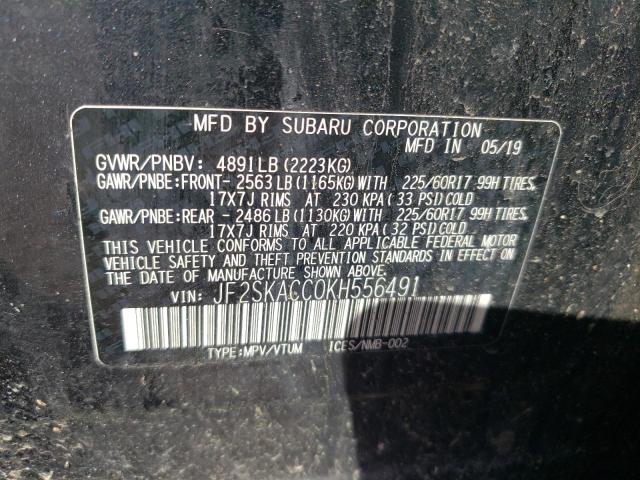 MFD BY SUBARU CORPORATION
MFD IN 05/19
GVWR/PNBV: 4891LB (2223KG)
GAWR/PNBE:FRONT- 2563LB (1165KG) WITH 225/60R17 99H TIRES,
17X7J RIMS AT 230 KPA (33 PSI) COLD
GAWR/PNBE:REAR - 2486LB (1130KG) WITH 225/60R17 99H TIRES,
17X7J RIMS AT 220 KPA (32 PSI) COLD
THIS VEHICLE CONFORMS TO ALL APPLICABLE FEDERAL MOTOR
VEHICLE SAFETY AND THEFT PREVENTION STANDARDS IN EFFECT ON
THE DATE OF MANUFACTURE SHOWN ABOVE.
VIN: JF2SKACC0KH556491
TYPE:MPV/VTUM ICES/NMB-002